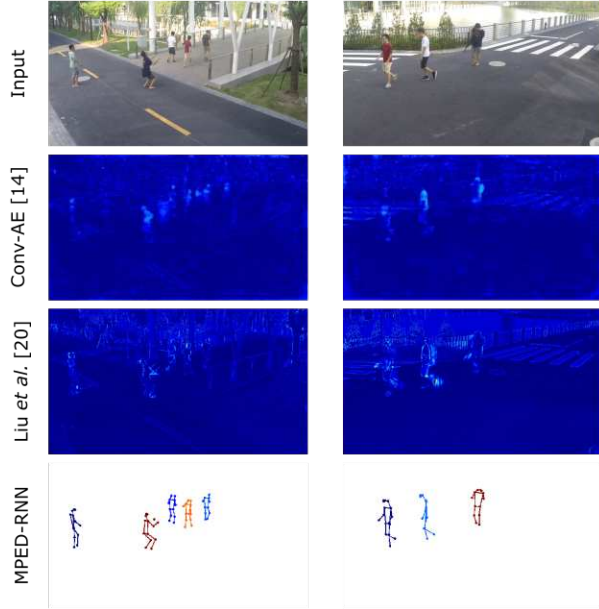 Input
Conv-AE [14]
Liu et al. [20]
MPED-RNN